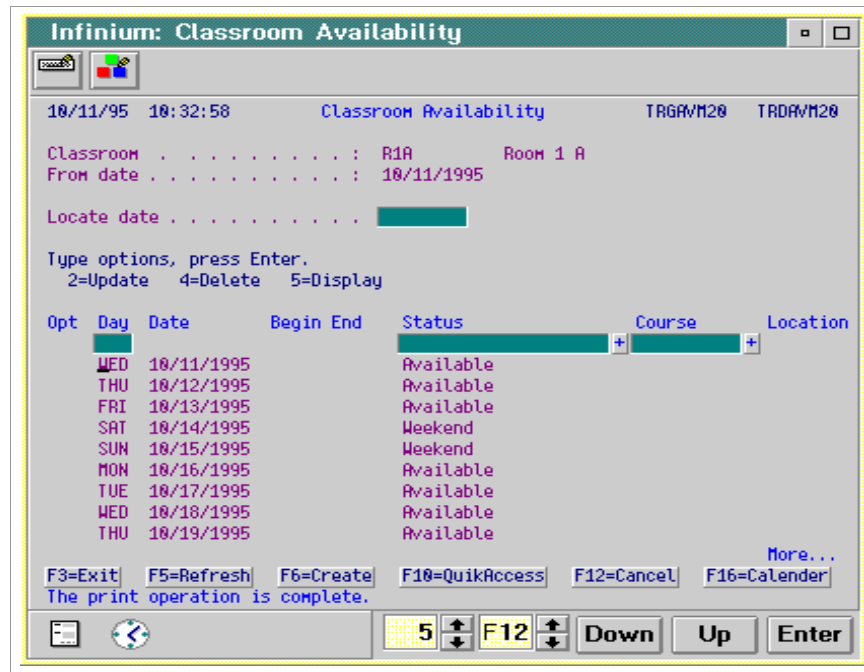 Infinium: Classroom Availability
10/11/95 10:32:58 Classroom Availability TRGAVM20 TRDAVM20
Classroom . . . . . . . . . : R1A Room 1 A
From date . . . . . . . . . . : 10/11/1995
Locate date . . . . . . . . . .
Type options, press Enter.
2=Update 4=Delete 5=Display
Opt Day Date Begin End Status Course Location
+ +
WED 10/11/1995 Available
THU 10/12/1995 Available
FRI 10/13/1995 Available
SAT 10/14/1995 Weekend
SUN 10/15/1995 Weekend
MON 10/16/1995 Available
TUE 10/17/1995 Available
WED 10/18/1995 Available
THU 10/19/1995 Available
More...
F3=Exit F5=Refresh F6=Create F10=QuikAccess F12=Cancel F16=Calender
The print operation is complete.
5 F12 Down Up Enter